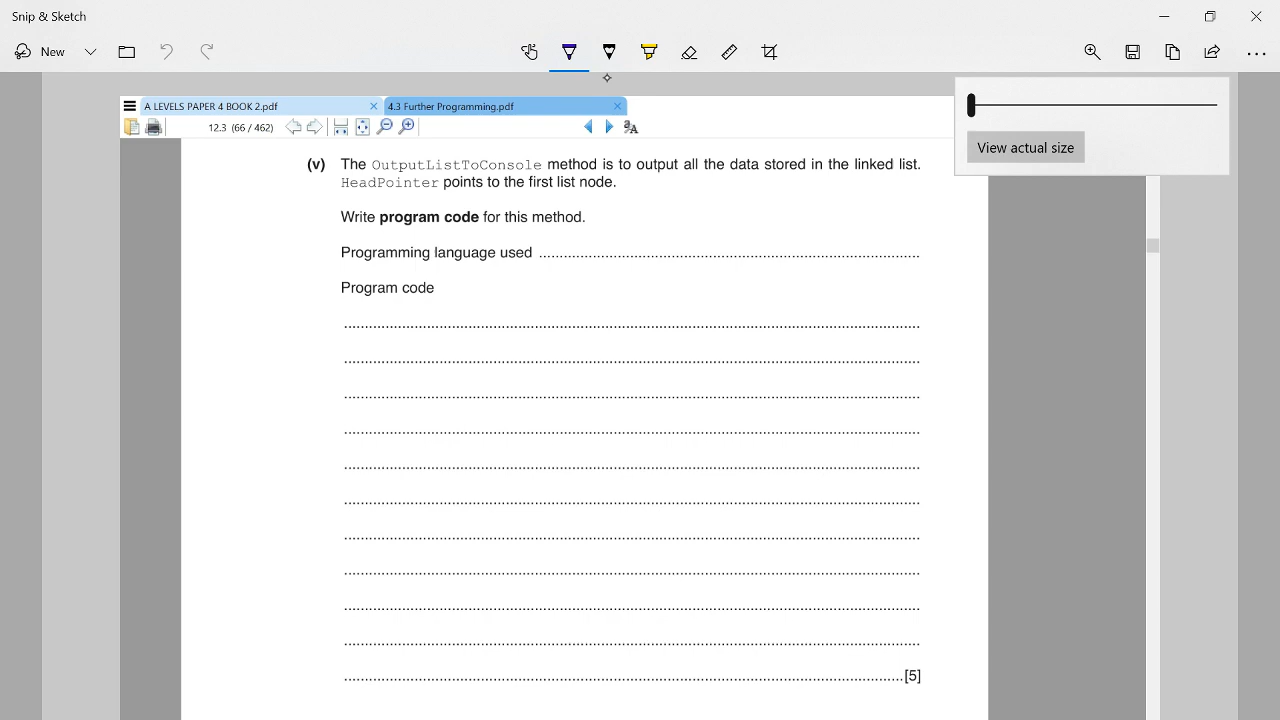 Snip & Sketch
New
View actual size
A LEVELS PAPER 4 BOOK 2.pdf
4.3 Further Programming.pdf
12.3 (66 / 462)
(v) The OutputListToConsole method is to output all the data stored in the linked list.
HeadPointer points to the first list node.
Write program code for this method.
Programming language used ............................................................................................
Program code
...........................................................................................................................................
...........................................................................................................................................
...........................................................................................................................................
...........................................................................................................................................
...........................................................................................................................................
...........................................................................................................................................
...........................................................................................................................................
...........................................................................................................................................
...........................................................................................................................................
...........................................................................................................................................
.......................................................................................................................................[5]